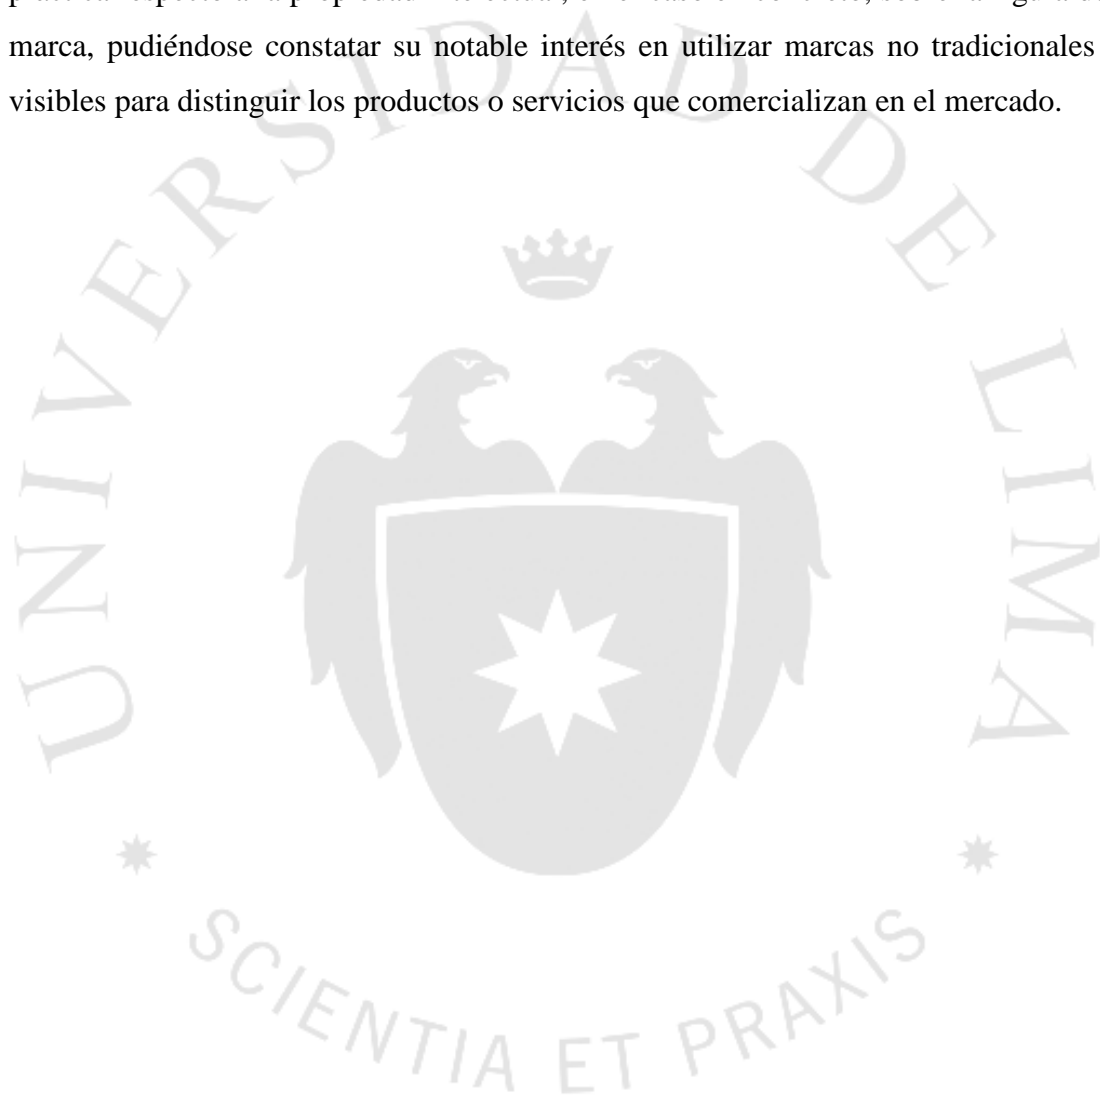 marca, pudiéndose constatar su notable interés en utilizar marcas no tradicionales
visibles para distinguir los productos o servicios que comercializan en el mercado.
UNIVERSIDAD DE LIMA
SCIENTIA ET PRAXIS